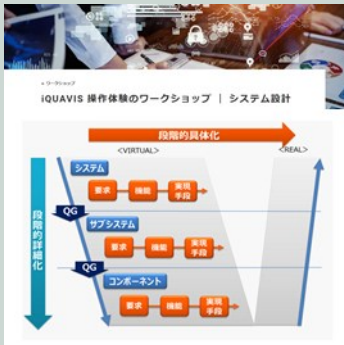 ワークショップ
iQUAVIS 操作体験のワークショップ ｜ システム設計
段階的具体化
<VIRTUAL>
<REAL>
段階的詳細化
システム
要求
機能
実現
手段
QG
サブシステム
要求
機能
実現
手段
QG
コンポーネント
要求
機能
実現
手段